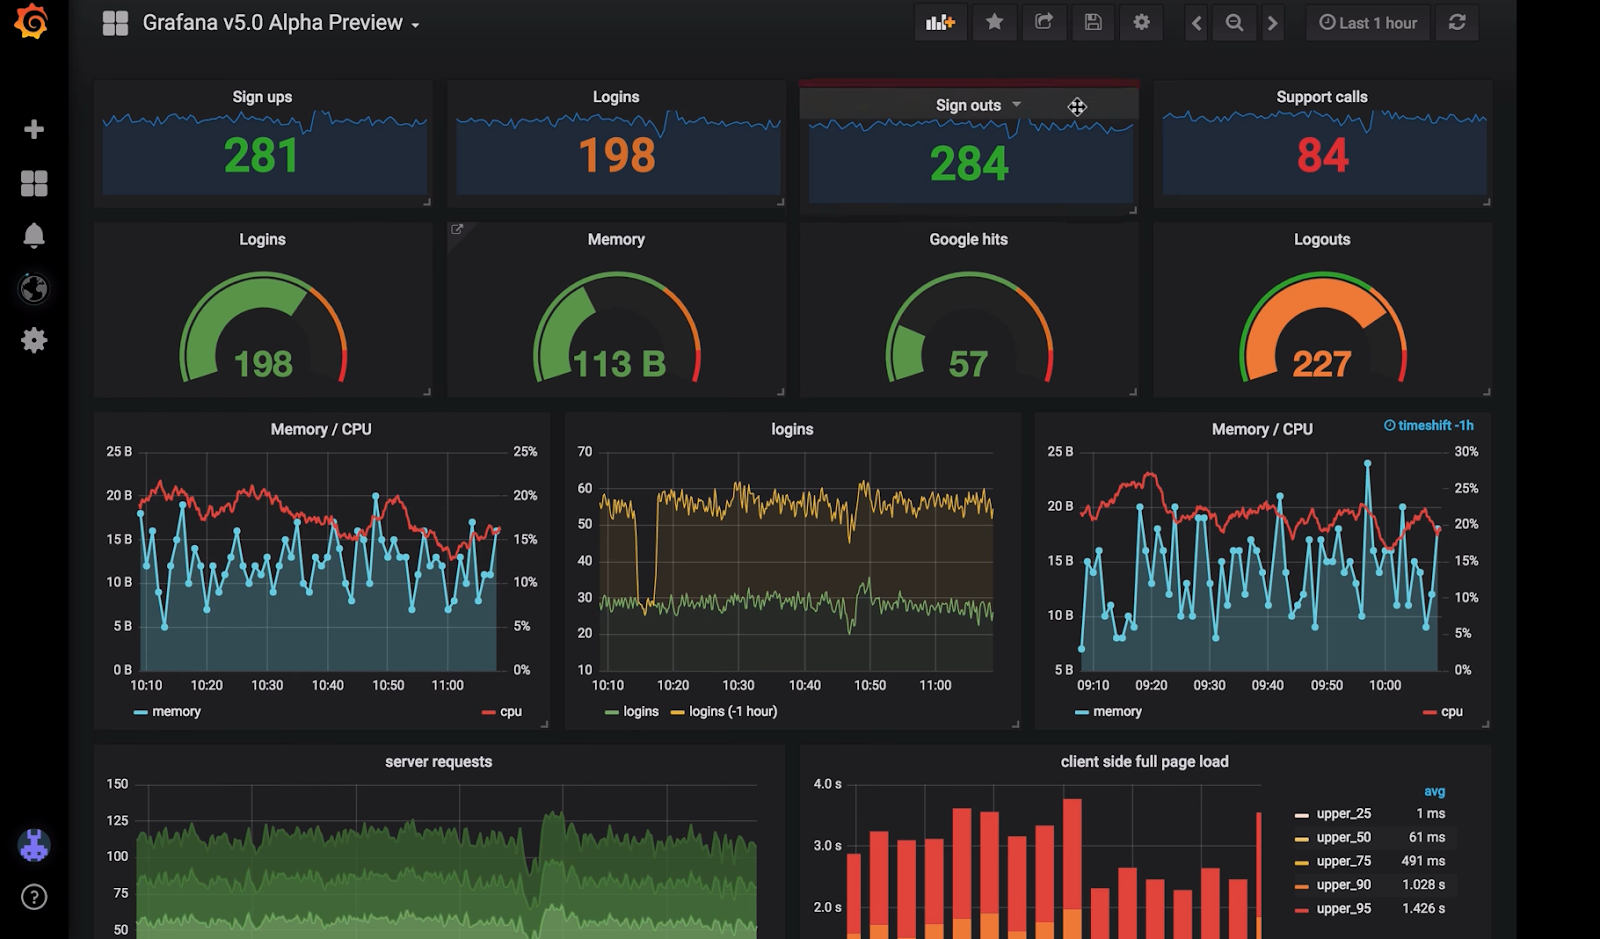 Grafana v5.0 Alpha Preview
Last 1 hour
Sign ups
281
Logins
198
Sign outs
284
Support calls
84
Logins
198
Memory
113 B
Google hits
57
Logouts
227
Memory / CPU
25 B
20 B
15 B
10 B
5 B
0 B
25%
20%
15%
10%
5%
0%
10:10 10:20 10:30 10:40 10:50 11:00
memory cpu
logins
70
60
50
40
30
20
10
10:10 10:20 10:30 10:40 10:50 11:00
logins logins (-1 hour)
Memory / CPU
timeshift -1h
25 B
20 B
15 B
10 B
5 B
30%
25%
20%
15%
10%
5%
0%
09:10 09:20 09:30 09:40 09:50 10:00
memory cpu
server requests
150
125
100
75
50
client side full page load
4.0 s
3.0 s
2.0 s
avg
upper_25 1 ms
upper_50 61 ms
upper_75 491 ms
upper_90 1.028 s
upper_95 1.426 s